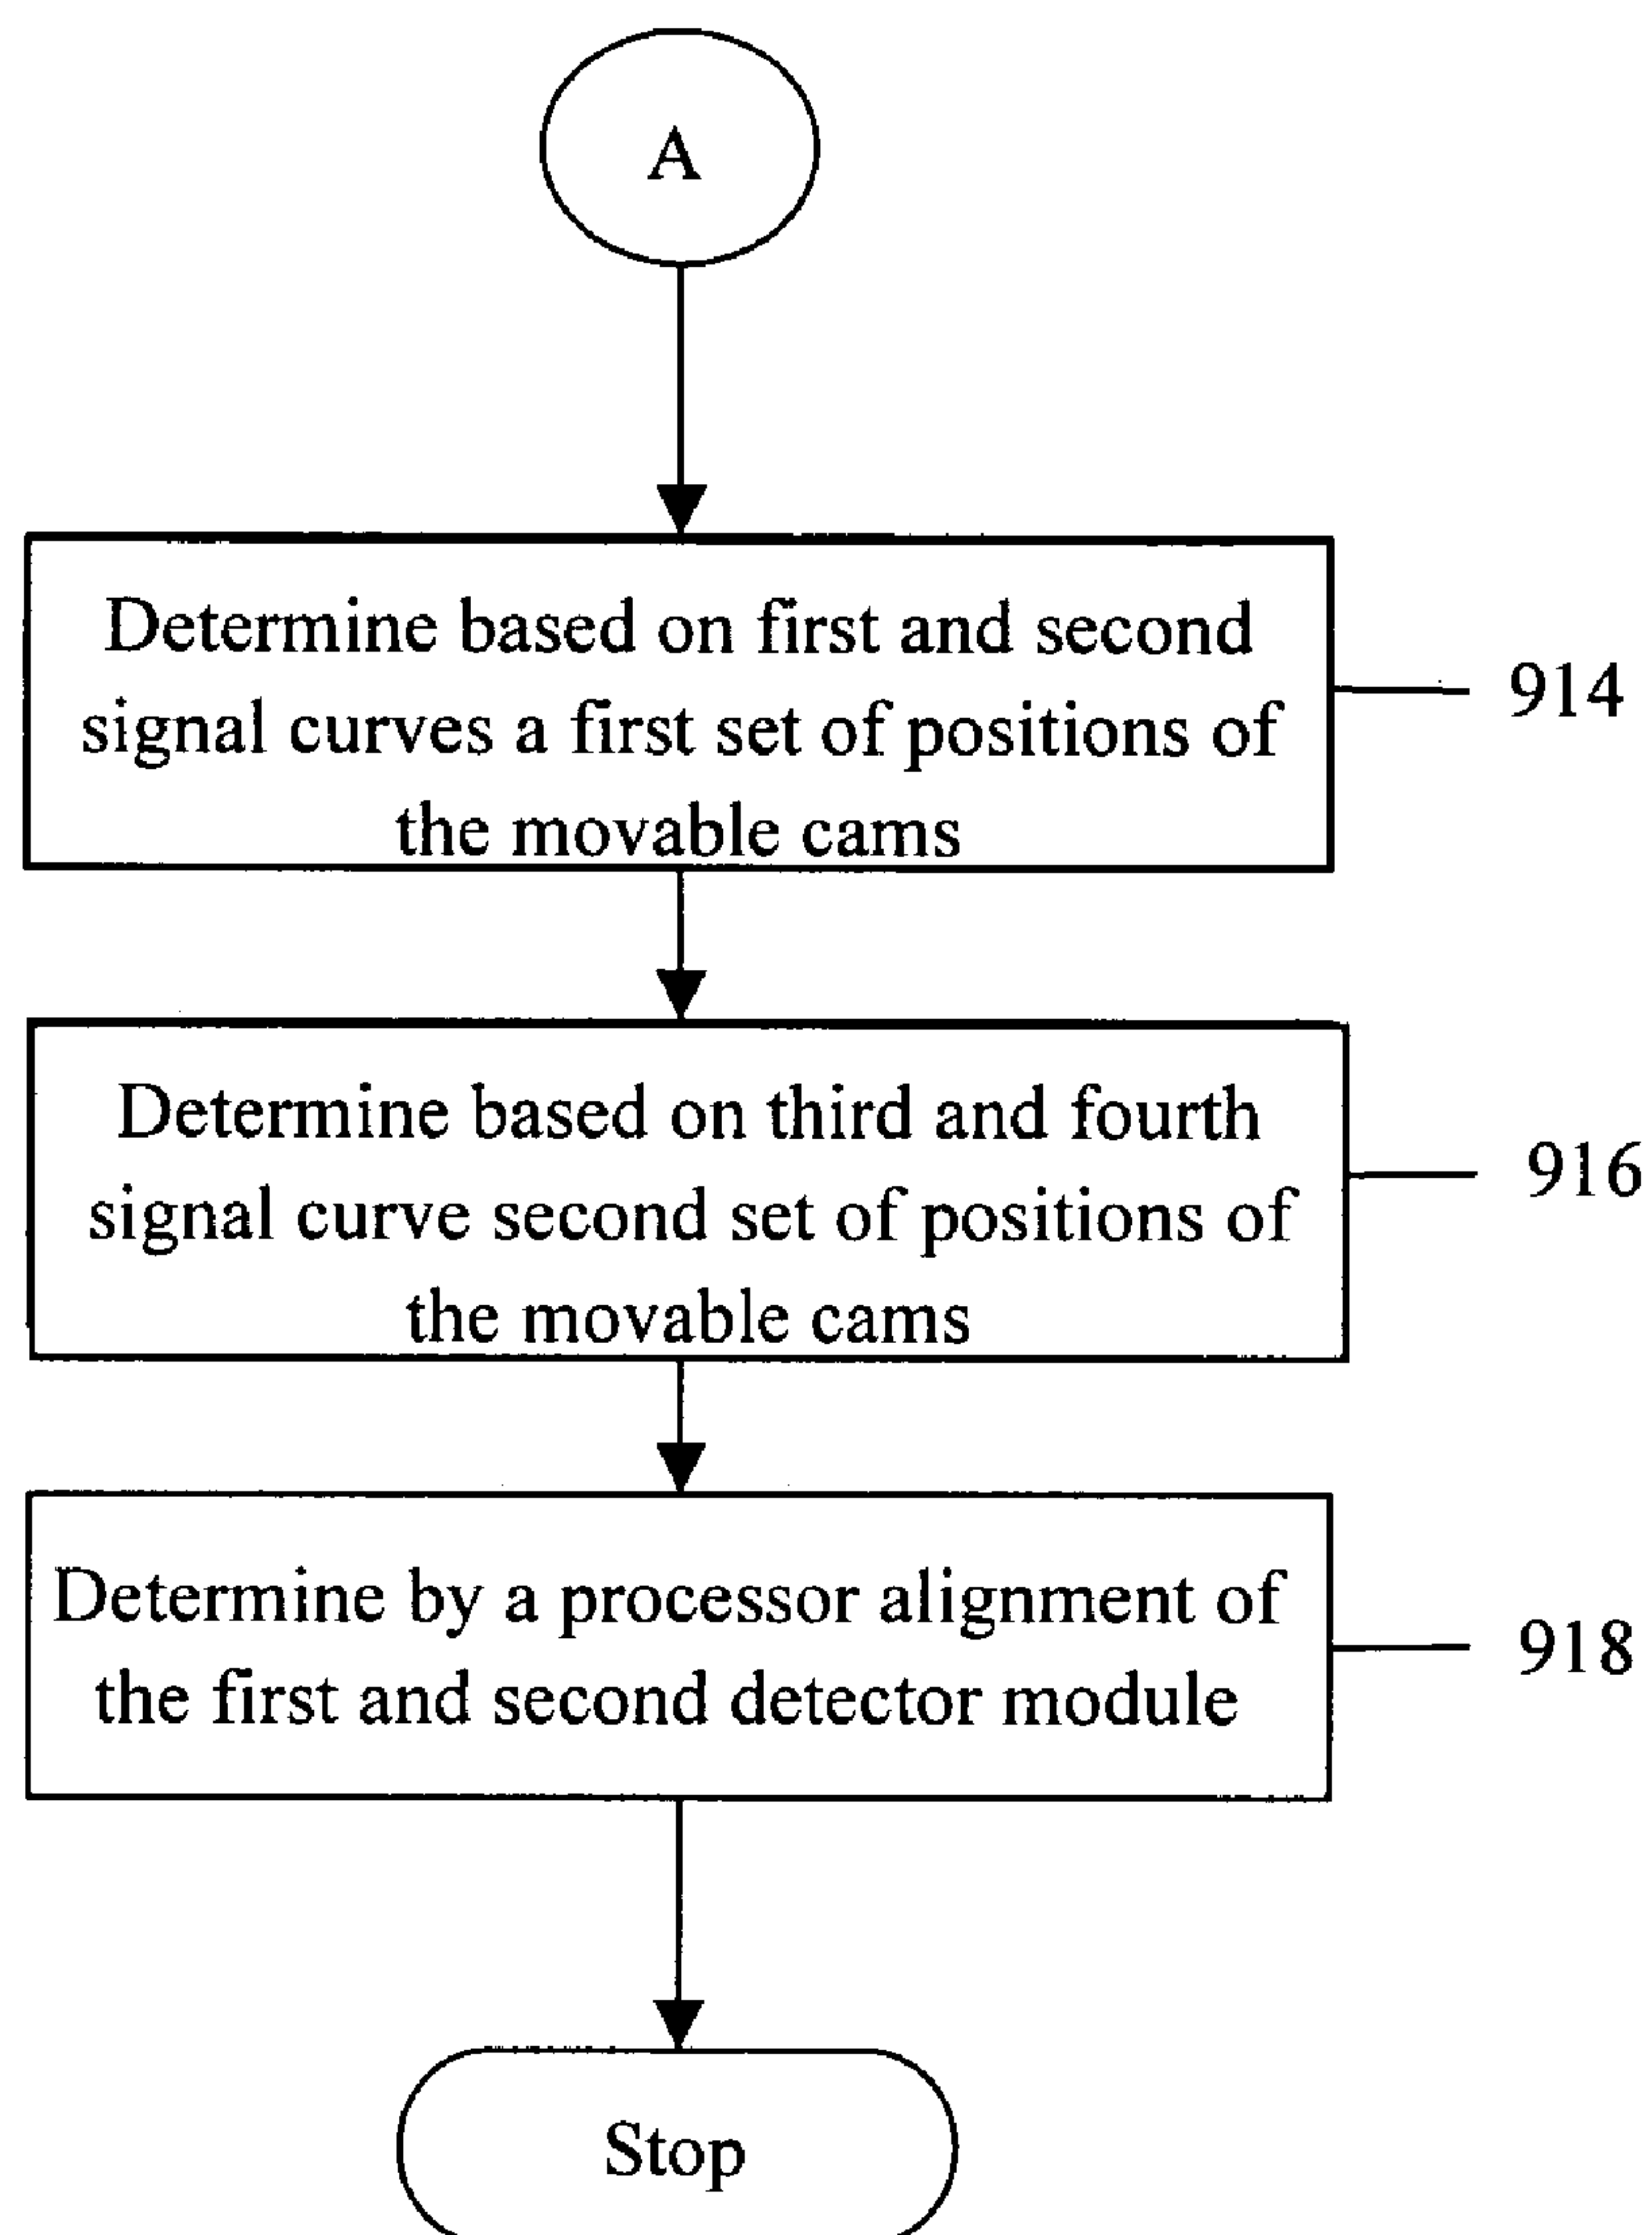 A
Determine based on first and second
signal curves a first set of positions of
the movable cams
914
Determine based on third and fourth
signal curve second set of positions of
the movable cams
916
Determine by a processor alignment of
the first and second detector module
918
Stop